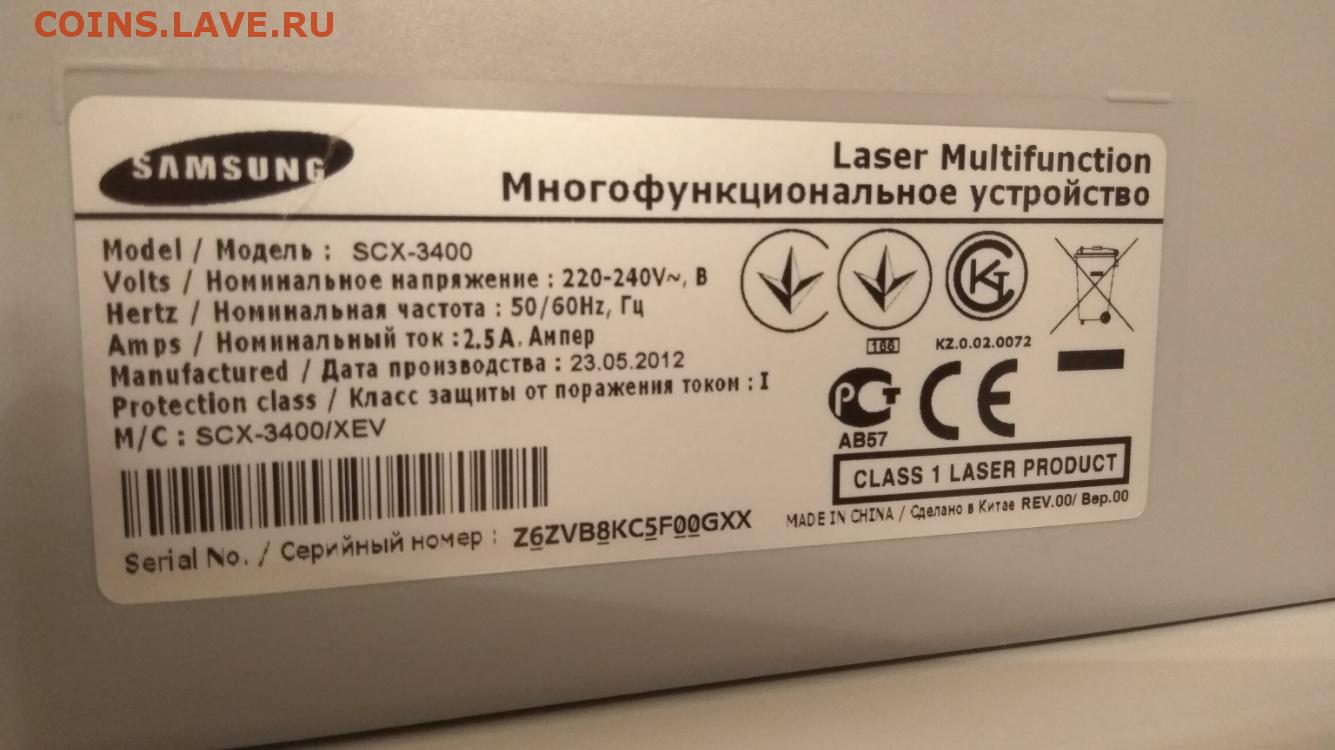 COINS.LAVE.RU
SAMSUNG
Laser Multifunction
Многофункциональное устройство
Model / Модель : SCX-3400
Volts / Номинальное напряжение : 220-240V~, В
Hertz / Номинальная частота : 50/60Hz, Гц
Amps / Номинальный ток : 2.5A, Ампер
Manufactured / Дата производства : 23.05.2012
Protection class / Класс защиты от поражения током : I
M/C : SCX-3400/XEV
166
KZ.0.02.0072
РСТ
AB57
CE
CLASS 1 LASER PRODUCT
MADE IN CHINA / Сделано в Китае REV.00/ Вер.00
Serial No. / Серийный номер : Z6ZVB8KC5F00GXX